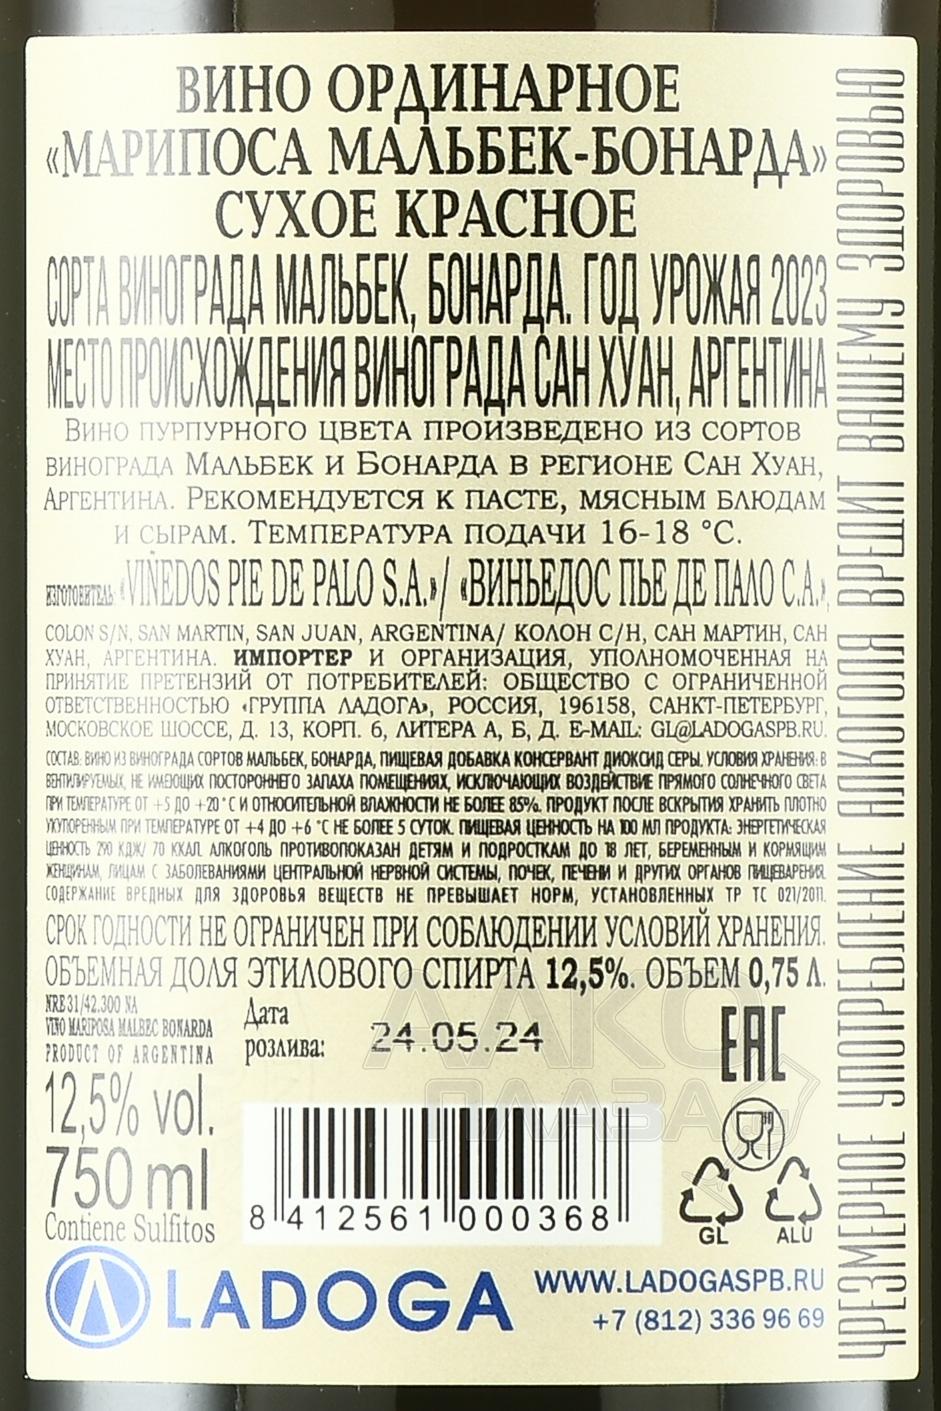 ВИНО ОРДИНАРНОЕ
«МАРИПОСА МАЛЬБЕК-БОНАРДА»
СУХОЕ КРАСНОЕ
СОРТА ВИНОГРАДА МАЛЬБЕК, БОНАРДА. ГОД УРОЖАЯ 2023
МЕСТО ПРОИСХОЖДЕНИЯ ВИНОГРАДА САН ХУАН, АРГЕНТИНА
ВИНО ПУРПУРНОГО ЦВЕТА ПРОИЗВЕДЕНО ИЗ СОРТОВ
ВИНОГРАДА МАЛЬБЕК И БОНАРДА В РЕГИОНЕ САН ХУАН,
АРГЕНТИНА. РЕКОМЕНДУЕТСЯ К ПАСТЕ, МЯСНЫМ БЛЮДАМ
И СЫРАМ. ТЕМПЕРАТУРА ПОДАЧИ 16-18 °C.
ИЗГОТОВИТЕЛЬ: «VIÑEDOS PIE DE PALO S.A.»/ «ВИНЬЕДОС ПЬЕ ДЕ ПАЛО С.А.»,
COLON S/N, SAN MARTIN, SAN JUAN, ARGENTINA/ КОЛОН С/Н, САН МАРТИН, САН
ХУАН, АРГЕНТИНА. ИМПОРТЕР И ОРГАНИЗАЦИЯ, УПОЛНОМОЧЕННАЯ НА
ПРИНЯТИЕ ПРЕТЕНЗИЙ ОТ ПОТРЕБИТЕЛЕЙ: ОБЩЕСТВО С ОГРАНИЧЕННОЙ
ОТВЕТСТВЕННОСТЬЮ «ГРУППА ЛАДОГА», РОССИЯ, 196158, САНКТ-ПЕТЕРБУРГ,
МОСКОВСКОЕ ШОССЕ, Д. 13, КОРП. 6, ЛИТЕРА А, Б, Д. E-MAIL: GL@LADOGASPB.RU.
СОСТАВ: ВИНО ИЗ ВИНОГРАДА СОРТОВ МАЛЬБЕК, БОНАРДА, ПИЩЕВАЯ ДОБАВКА КОНСЕРВАНТ ДИОКСИД СЕРЫ. УСЛОВИЯ ХРАНЕНИЯ: В
ВЕНТИЛИРУЕМЫХ, НЕ ИМЕЮЩИХ ПОСТОРОННЕГО ЗАПАХА ПОМЕЩЕНИЯХ, ИСКЛЮЧАЮЩИХ ВОЗДЕЙСТВИЕ ПРЯМОГО СОЛНЕЧНОГО СВЕТА
ПРИ ТЕМПЕРАТУРЕ ОТ +5 ДО +20 °C И ОТНОСИТЕЛЬНОЙ ВЛАЖНОСТИ НЕ БОЛЕЕ 85%. ПРОДУКТ ПОСЛЕ ВСКРЫТИЯ ХРАНИТЬ ПЛОТНО
УКУПОРЕННЫМ ПРИ ТЕМПЕРАТУРЕ ОТ +4 ДО +6 °C НЕ БОЛЕЕ 5 СУТОК. ПИЩЕВАЯ ЦЕННОСТЬ НА 100 МЛ ПРОДУКТА: ЭНЕРГЕТИЧЕСКАЯ
ЦЕННОСТЬ 290 КДЖ/ 70 ККАЛ. АЛКОГОЛЬ ПРОТИВОПОКАЗАН ДЕТЯМ И ПОДРОСТКАМ ДО 18 ЛЕТ, БЕРЕМЕННЫМ И КОРМЯЩИМ
ЖЕНЩИНАМ, ЛИЦАМ С ЗАБОЛЕВАНИЯМИ ЦЕНТРАЛЬНОЙ НЕРВНОЙ СИСТЕМЫ, ПОЧЕК, ПЕЧЕНИ И ДРУГИХ ОРГАНОВ ПИЩЕВАРЕНИЯ.
СОДЕРЖАНИЕ ВРЕДНЫХ ДЛЯ ЗДОРОВЬЯ ВЕЩЕСТВ НЕ ПРЕВЫШАЕТ НОРМ, УСТАНОВЛЕННЫХ ТР ТС 021/2011.
СРОК ГОДНОСТИ НЕ ОГРАНИЧЕН ПРИ СОБЛЮДЕНИИ УСЛОВИЙ ХРАНЕНИЯ.
ОБЪЕМНАЯ ДОЛЯ ЭТИЛОВОГО СПИРТА 12,5%. ОБЪЕМ 0,75 Л.
NRE31/42.300 NA
VINO MARIPOSA MALBEC BONARDA
PRODUCT OF ARGENTINA
12,5% vol.
750 ml
Contiene Sulfitos
Дата
розлива:
24.05.24
EAC
8 412561 000368
GL
ALU
LADOGA
WWW.LADOGASPB.RU
+7 (812) 336 96 69
ЧРЕЗМЕРНОЕ УПОТРЕБЛЕНИЕ АЛКОГОЛЯ ВРЕДИТ ВАШЕМУ ЗДОРОВЬЮ
АЛКО
ПЛАЗА.ру